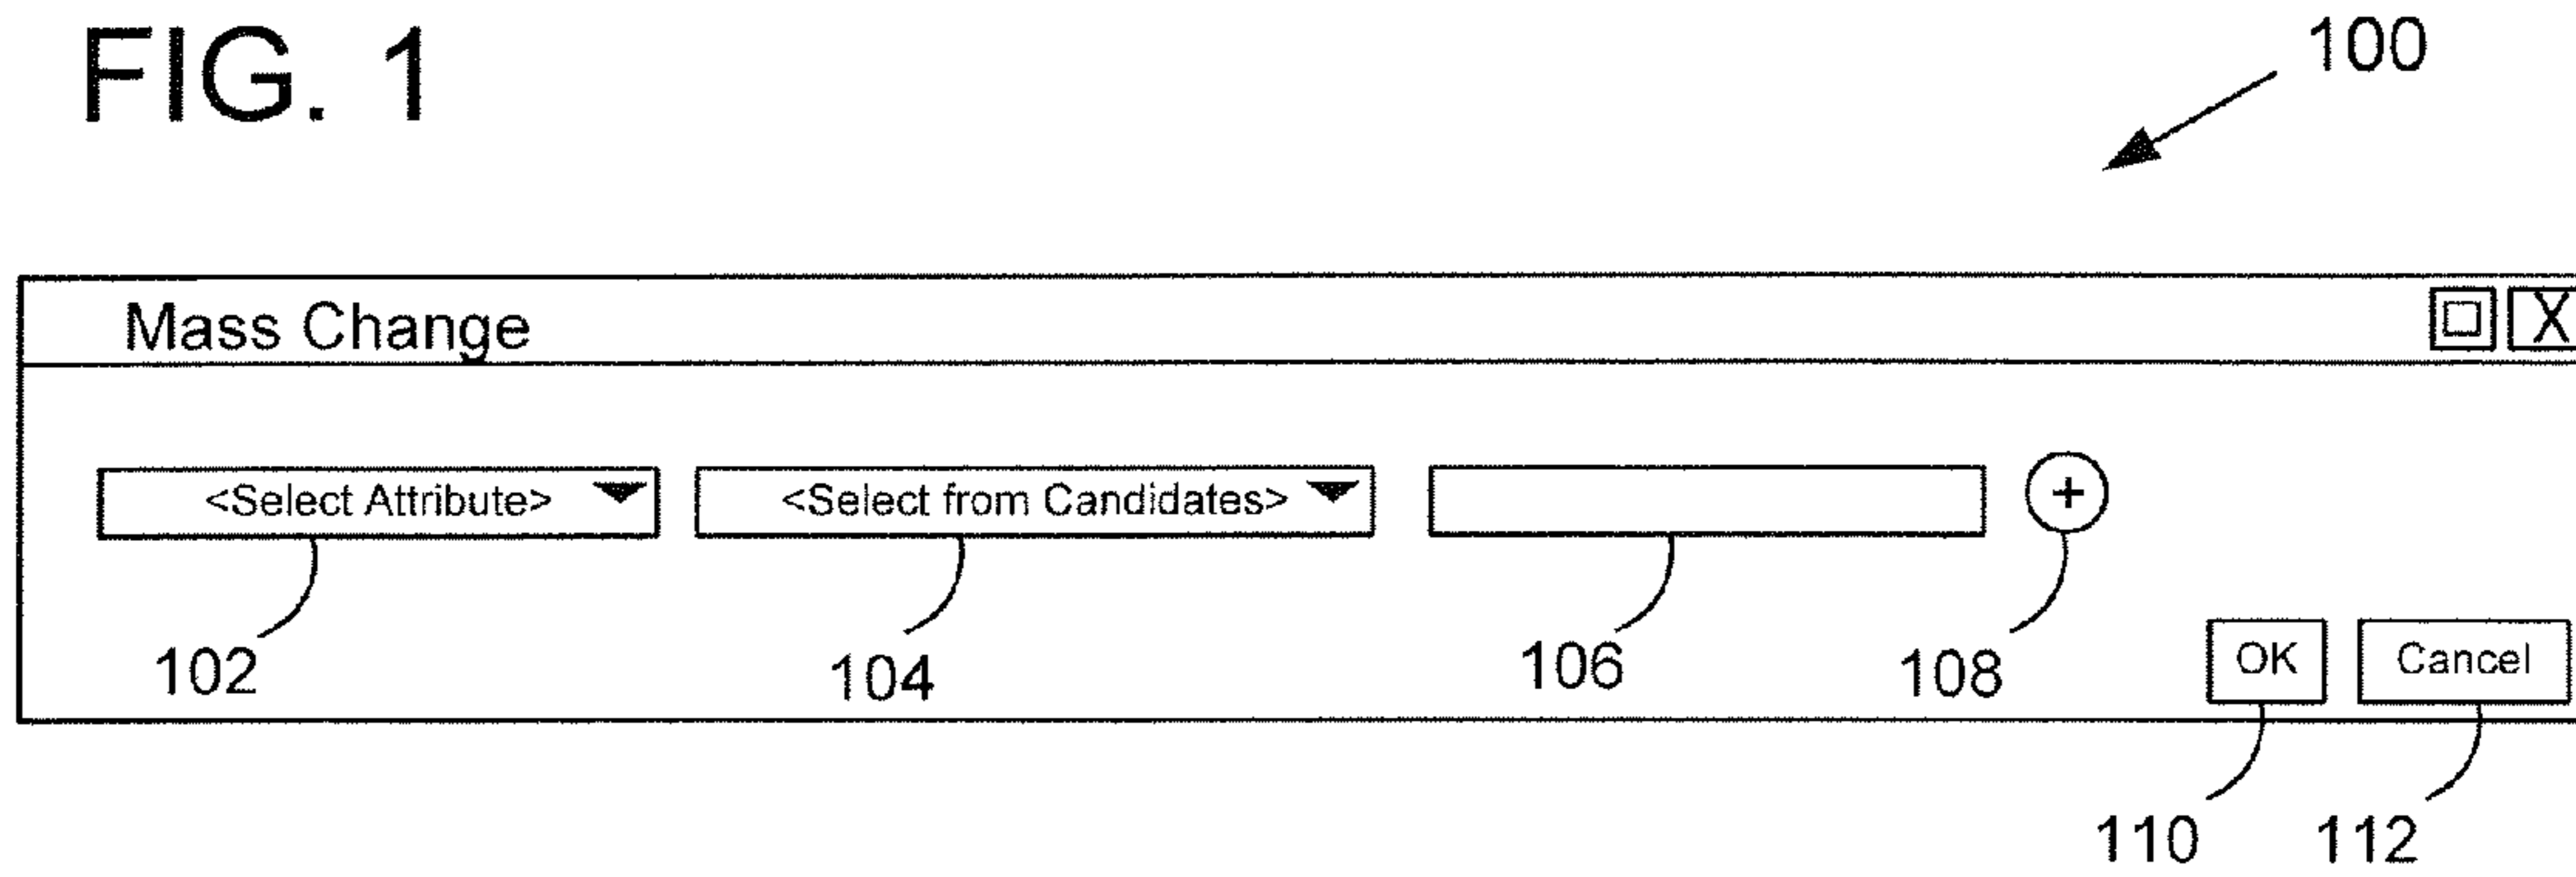 FIG. 1
100
Mass Change
X
<Select Attribute>
<Select from Candidates>
+
102
104
106
108
OK
Cancel
110
112